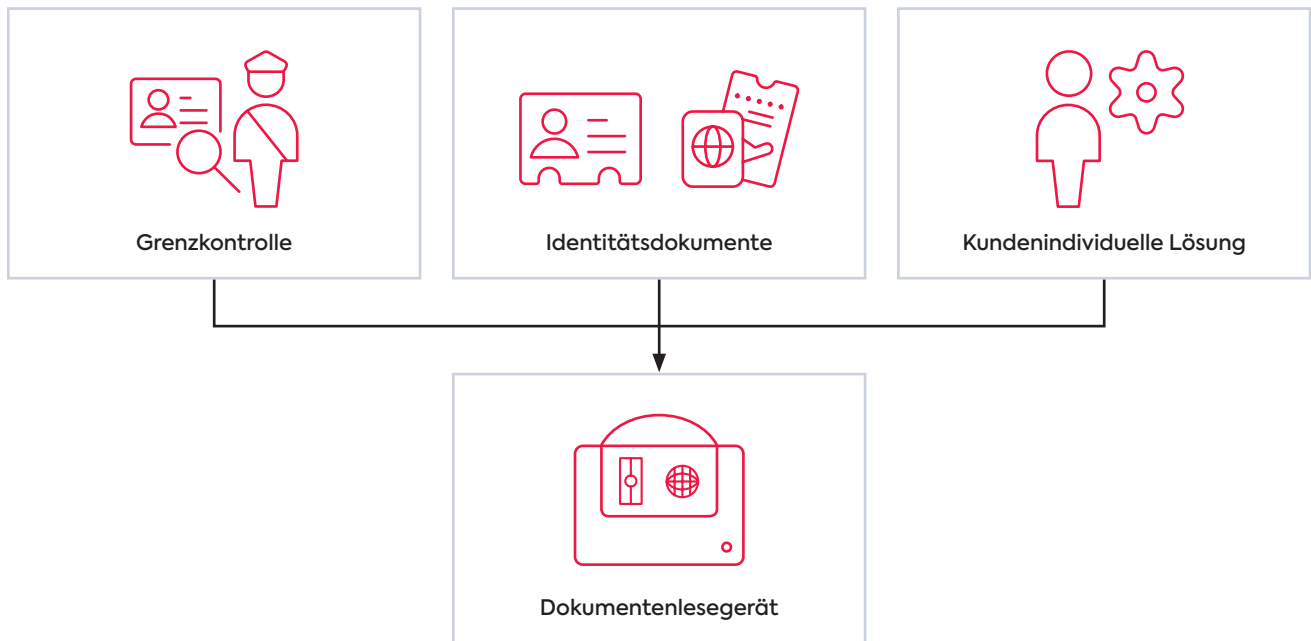 Grenzkontrolle
Identitätsdokumente
Kundenindividuelle Lösung
Dokumentenlesegerät